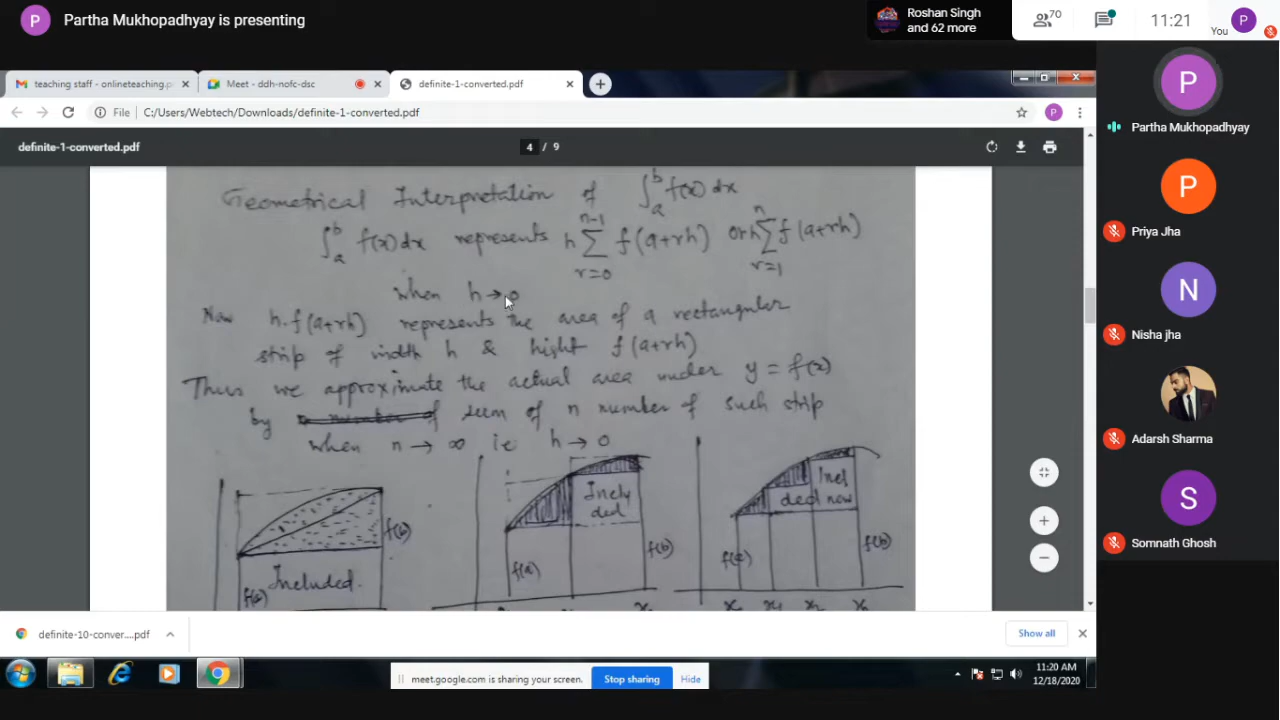 P
Partha Mukhopadhyay is presenting
Roshan Singh
and 62 more
70
11:21
You
P
teaching staff - onlineteaching.p
Meet - ddh-nofc-dsc
definite-1-converted.pdf
File
C:/Users/Webtech/Downloads/definite-1-converted.pdf
P
definite-1-converted.pdf
4 / 9
Geometrical Interpretation of ∫ₐᵇ f(x) dx
∫ₐᵇ f(x) dx represents h ∑_{r=0}^{n-1} f(a+rh) or h ∑_{r=1}^{n} f(a+rh)
when h → 0
Now h.f(a+rh) represents the area of a rectangular
strip of width h & hight f(a+rh)
Thus we approximate the actual area under y = f(x)
by of sum of n number of such strip
when n → ∞ ie h → 0
f(a)
Included
f(b)
f(a)
Inclu
ded
f(b)
f(a)
Incl
ded now
f(b)
P
Partha Mukhopadhyay
P
Priya Jha
N
Nisha jha
Adarsh Sharma
S
Somnath Ghosh
definite-10-conver....pdf
Show all
meet.google.com is sharing your screen.
Stop sharing
Hide
11:20 AM
12/18/2020